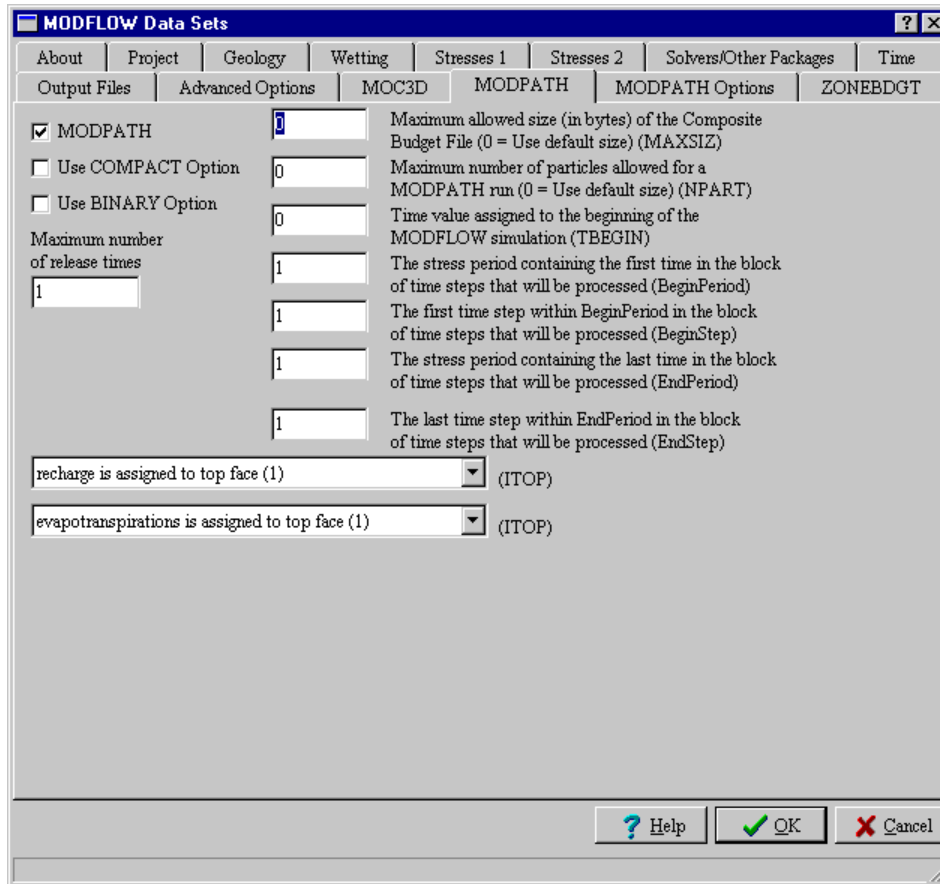 MODFLOW Data Sets
About Project Geology Wetting Stresses 1 Stresses 2 Solvers/Other Packages Time
Output Files Advanced Options MOC3D MODPATH MODPATH Options ZONEBDGT
MODPATH
Use COMPACT Option
Use BINARY Option
Maximum number
of release times
1
0
Maximum allowed size (in bytes) of the Composite
Budget File (0 = Use default size) (MAXSIZ)
0
Maximum number of particles allowed for a
MODPATH run (0 = Use default size) (NPART)
0
Time value assigned to the beginning of the
MODFLOW simulation (TBEGIN)
1
The stress period containing the first time in the block
of time steps that will be processed (BeginPeriod)
1
The first time step within BeginPeriod in the block
of time steps that will be processed (BeginStep)
1
The stress period containing the last time in the block
of time steps that will be processed (EndPeriod)
1
The last time step within EndPeriod in the block
of time steps that will be processed (EndStep)
recharge is assigned to top face (1) (ITOP)
evapotranspirations is assigned to top face (1) (ITOP)
Help OK Cancel